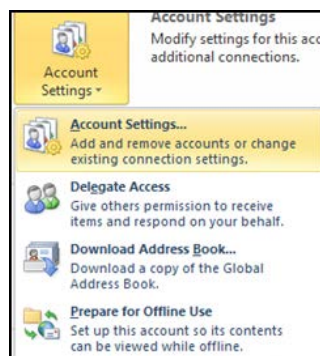 Account Settings
Modify settings for this acc
additional connections.
Account
Settings
Account Settings...
Add and remove accounts or change
existing connection settings.
Delegate Access
Give others permission to receive
items and respond on your behalf.
Download Address Book...
Download a copy of the Global
Address Book.
Prepare for Offline Use
Set up this account so its contents
can be viewed while offline.